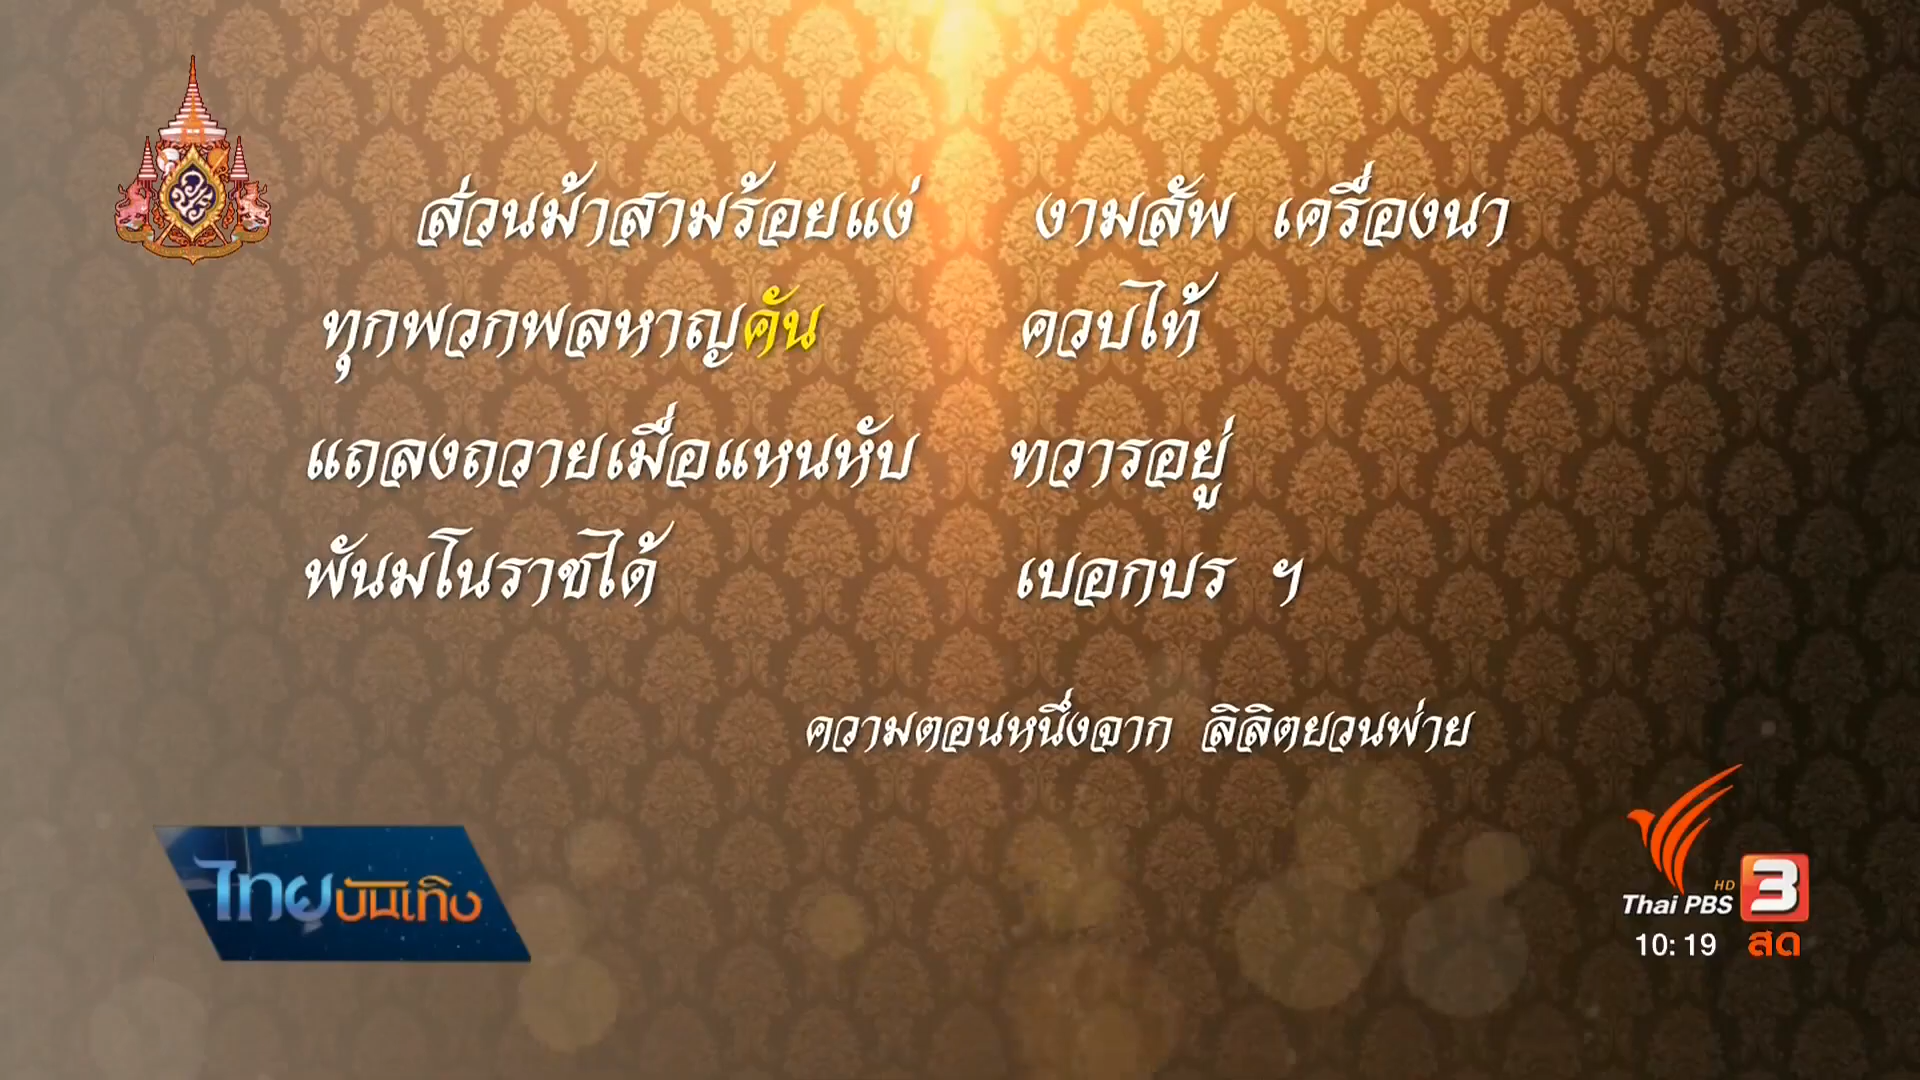 ส่วนม้าสามร้อยแง่ งามสัพ เครื่องนา
ทุกพวกพลหาญคัน ควบไท้
แถลงถวายเมื่อแหนหับ ทวารอยู่
พันมโนราชได้ เบอกบร ฯ
ความตอนหนึ่งจาก ลิลิตยวนพ่าย
ไทยบันเทิง
HD
Thai PBS 3
10:19 สด